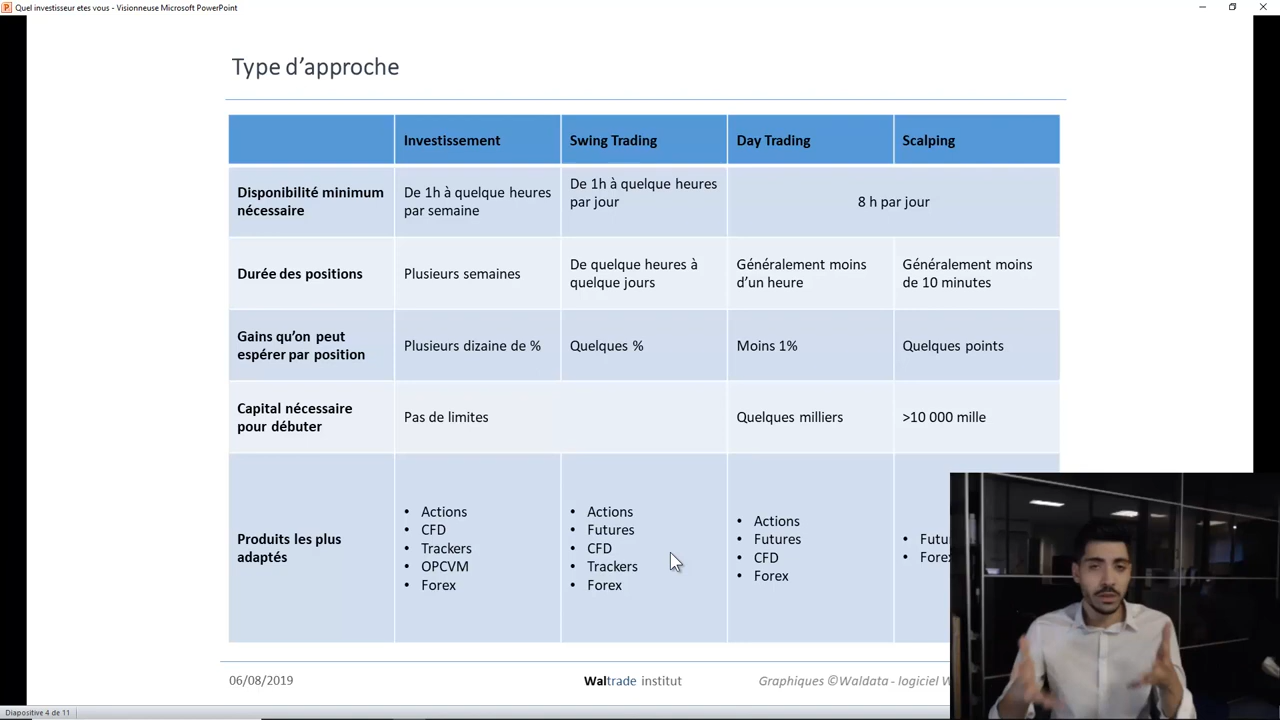 Quel investisseur etes vous - Visionneuse Microsoft PowerPoint
Type d'approche
Investissement
Swing Trading
Day Trading
Scalping
Disponibilité minimum
nécessaire
De 1h à quelque heures
par semaine
De 1h à quelque heures
par jour
8 h par jour
Durée des positions
Plusieurs semaines
De quelque heures à
quelque jours
Généralement moins
d'un heure
Généralement moins
de 10 minutes
Gains qu'on peut
espérer par position
Plusieurs dizaine de %
Quelques %
Moins 1%
Quelques points
Capital nécessaire
pour débuter
Pas de limites
Quelques milliers
>10 000 mille
Produits les plus
adaptés
• Actions
• CFD
• Trackers
• OPCVM
• Forex
• Actions
• Futures
• CFD
• Trackers
• Forex
• Actions
• Futures
• CFD
• Forex
• Futu
• Fore
06/08/2019
Waltrade institut
Graphiques ©Waldata - logiciel W
Diapositive 4 de 11